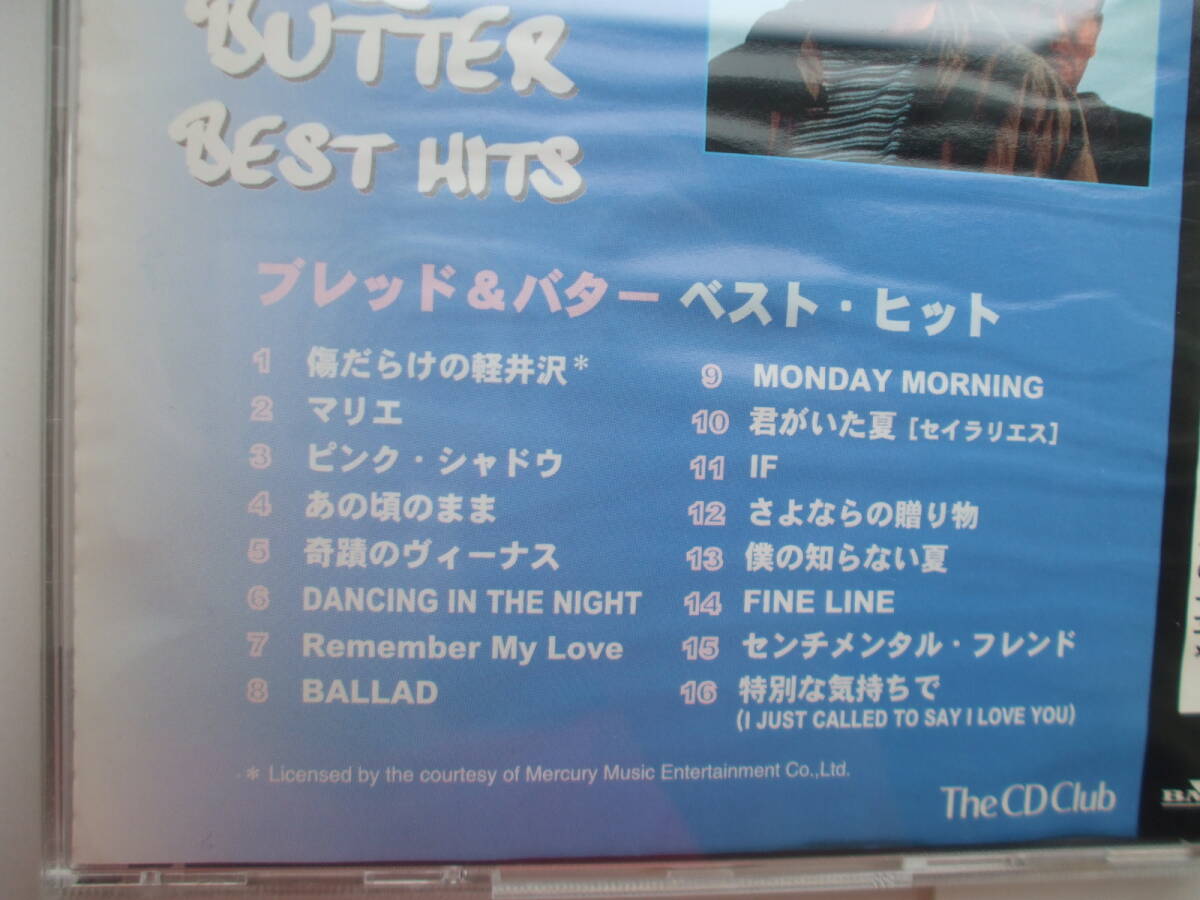 BUTTER
BEST HITS
ブレッド&バター ベスト・ヒット
1 傷だらけの軽井沢*
2 マリエ
3 ピンク・シャドウ
4 あの頃のまま
5 奇蹟のヴィーナス
6 DANCING IN THE NIGHT
7 Remember My Love
8 BALLAD
9 MONDAY MORNING
10 君がいた夏 [セイラリエス]
11 IF
12 さよならの贈り物
13 僕の知らない夏
14 FINE LINE
15 センチメンタル・フレンド
16 特別な気持ちで
(I JUST CALLED TO SAY I LOVE YOU)
* Licensed by the courtesy of Mercury Music Entertainment Co.,Ltd.
The CD Club